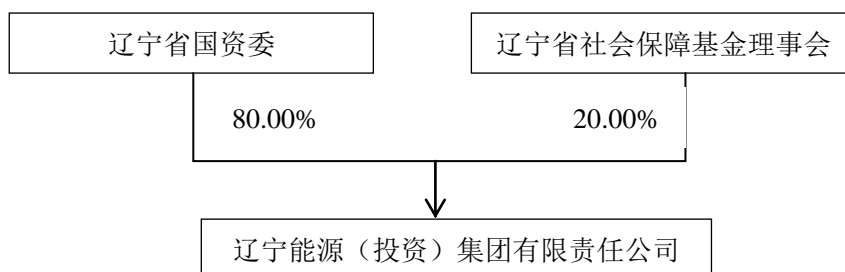 辽宁省国资委
辽宁省社会保障基金理事会
80.00%
20.00%
辽宁能源（投资）集团有限责任公司